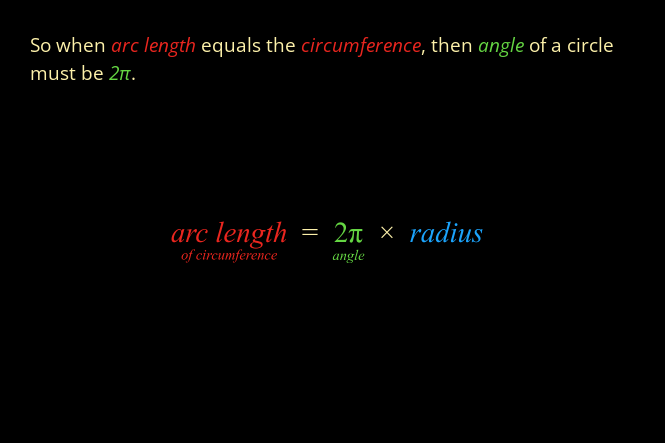 So when arc length equals the circumference, then angle of a circle
must be 2π.
arc length = 2π × radius
of circumference angle